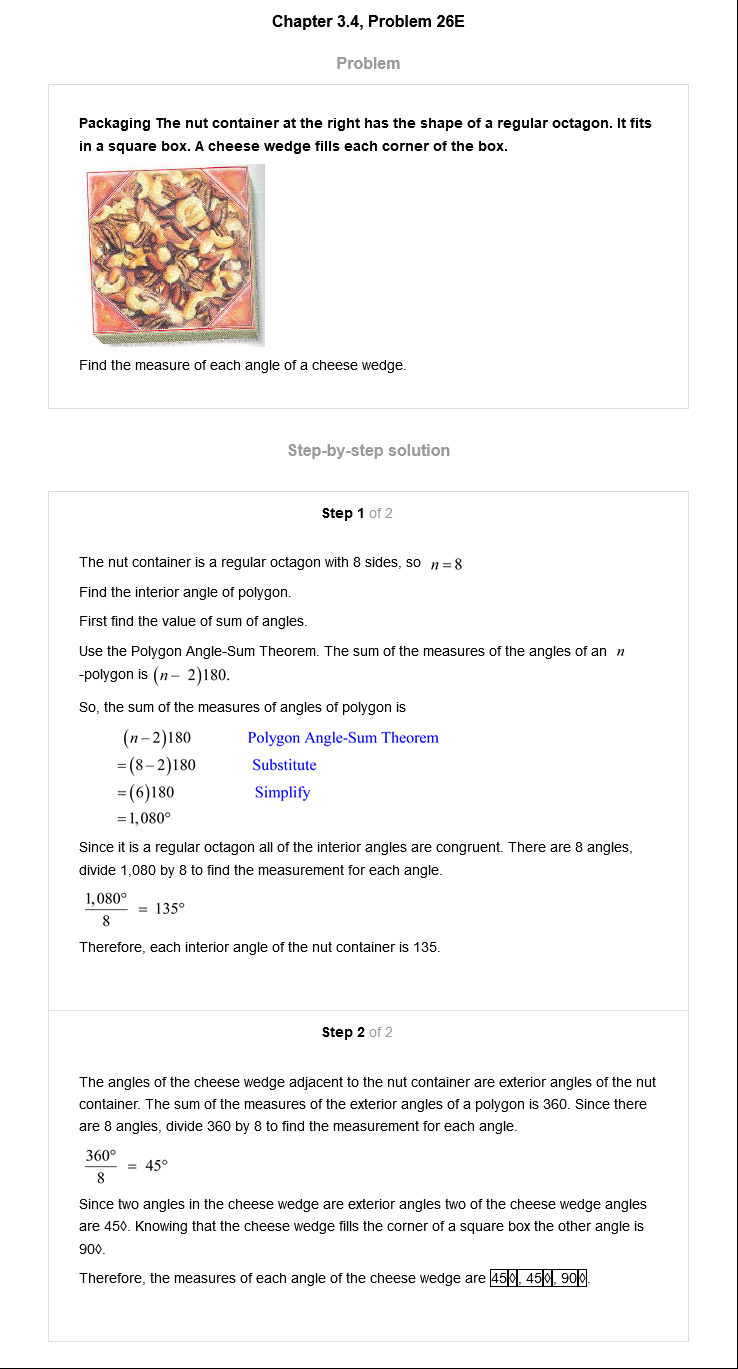 Chapter 3.4, Problem 26E
Problem
Packaging The nut container at the right has the shape of a regular octagon. It fits
in a square box. A cheese wedge fills each corner of the box.
Find the measure of each angle of a cheese wedge.
Step-by-step solution
Step 1 of 2
The nut container is a regular octagon with 8 sides, so n = 8
Find the interior angle of polygon.
First find the value of sum of angles.
Use the Polygon Angle-Sum Theorem. The sum of the measures of the angles of an n
-polygon is (n − 2)180.
So, the sum of the measures of angles of polygon is
(n − 2)180 Polygon Angle-Sum Theorem
= (8 − 2)180 Substitute
= (6)180 Simplify
= 1,080°
Since it is a regular octagon all of the interior angles are congruent. There are 8 angles,
divide 1,080 by 8 to find the measurement for each angle.
1,080°/8 = 135°
Therefore, each interior angle of the nut container is 135.
Step 2 of 2
The angles of the cheese wedge adjacent to the nut container are exterior angles of the nut
container. The sum of the measures of the exterior angles of a polygon is 360. Since there
are 8 angles, divide 360 by 8 to find the measurement for each angle.
360°/8 = 45°
Since two angles in the cheese wedge are exterior angles two of the cheese wedge angles
are 45◊. Knowing that the cheese wedge fills the corner of a square box the other angle is
90◊.
Therefore, the measures of each angle of the cheese wedge are 45◊, 45◊, 90◊.